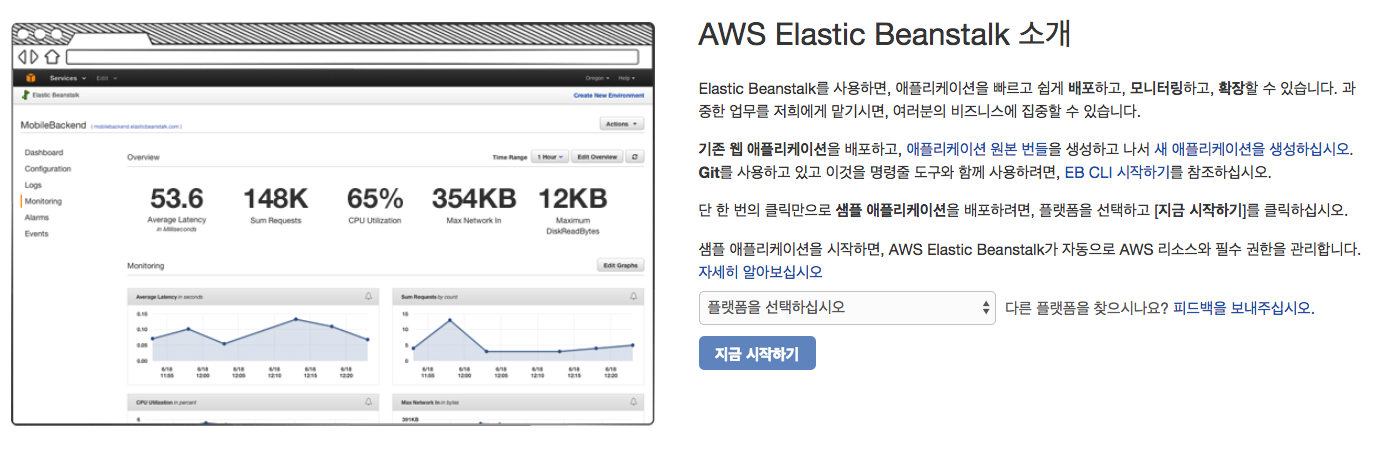 Services
Edit
Oregon
Help
Elastic Beanstalk
Create New Environment
MobileBackend ( mobilebackend.elasticbeanstalk.com )
Actions
Dashboard
Configuration
Logs
Monitoring
Alarms
Events
Overview
Time Range
1 Hour
Edit Overview
53.6
Average Latency
in Milliseconds
148K
Sum Requests
65%
CPU Utilization
354KB
Max Network In
12KB
Maximum
DiskReadBytes
Monitoring
Edit Graphs
Average Latency in seconds
0.15
0.10
0.05
0.00
6/18 6/18 6/18 6/18 6/18 6/18
11:55 12:00 12:05 12:10 12:15 12:20
Sum Requests by count
15
10
5
0
6/18 6/18 6/18 6/18 6/18 6/18
11:55 12:00 12:05 12:10 12:15 12:20
CPU Utilization in percent
6
Max Network In in bytes
391KB
AWS Elastic Beanstalk 소개
Elastic Beanstalk를 사용하면, 애플리케이션을 빠르고 쉽게 배포하고, 모니터링하고, 확장할 수 있습니다. 과
중한 업무를 저희에게 맡기시면, 여러분의 비즈니스에 집중할 수 있습니다.
기존 웹 애플리케이션을 배포하고, 애플리케이션 원본 번들을 생성하고 나서 새 애플리케이션을 생성하십시오.
Git를 사용하고 있고 이것을 명령줄 도구와 함께 사용하려면, EB CLI 시작하기를 참조하십시오.
단 한 번의 클릭만으로 샘플 애플리케이션을 배포하려면, 플랫폼을 선택하고 [지금 시작하기]를 클릭하십시오.
샘플 애플리케이션을 시작하면, AWS Elastic Beanstalk가 자동으로 AWS 리소스와 필수 권한을 관리합니다.
자세히 알아보십시오
플랫폼을 선택하십시오
다른 플랫폼을 찾으시나요? 피드백을 보내주십시오.
지금 시작하기